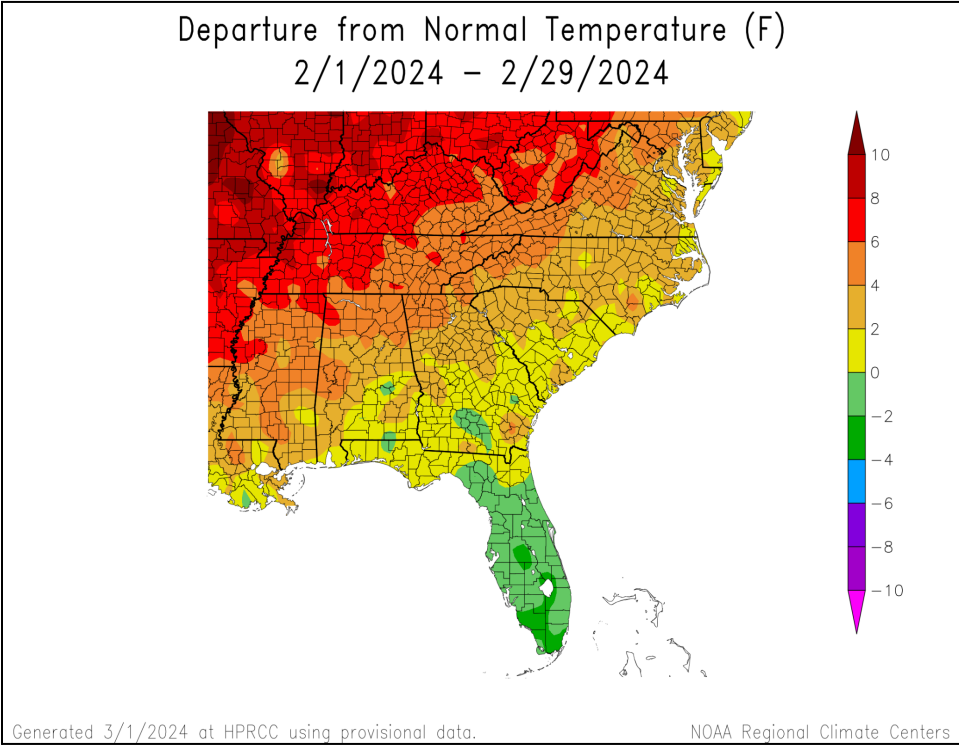 Departure from Normal Temperature (F)
2/1/2024 – 2/29/2024
10
8
6
4
2
0
−2
−4
−6
−8
−10
Generated 3/1/2024 at HPRCC using provisional data.
NOAA Regional Climate Centers